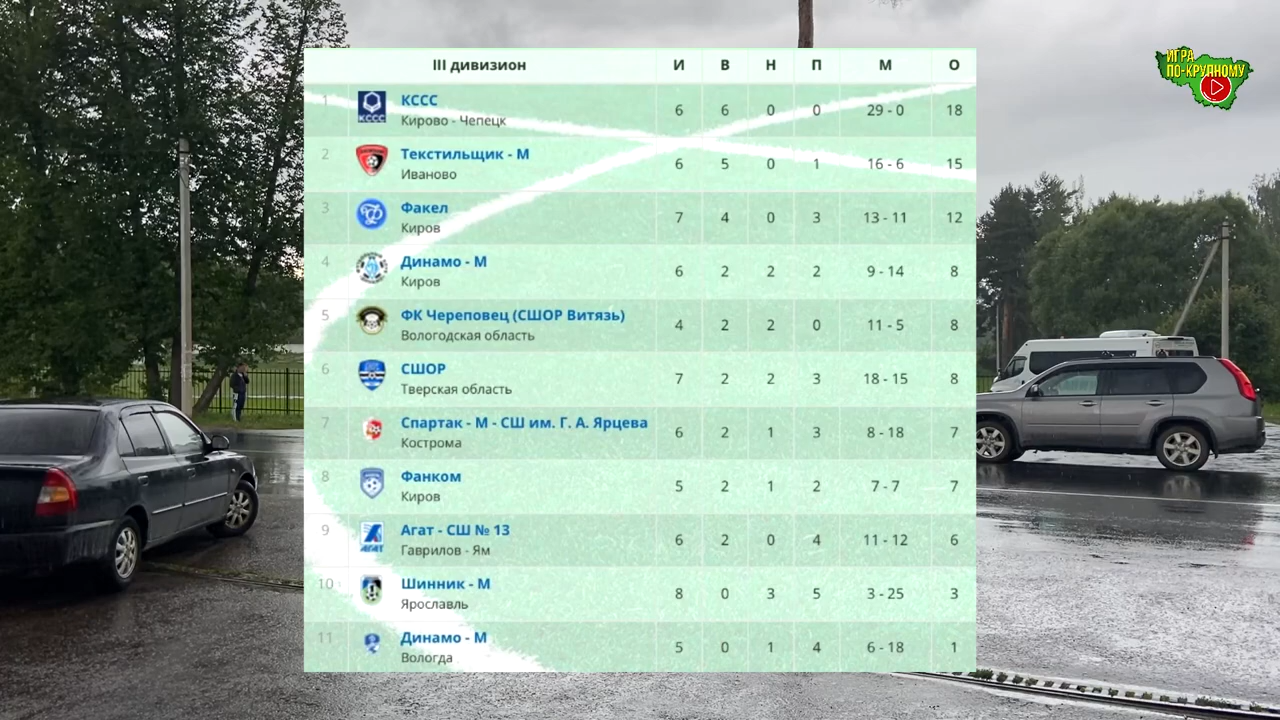 ИГРА
ПО-КРУПНОМУ
III дивизион И В Н П М О
1 КССС 6 6 0 0 29 - 0 18
КССС Кирово - Чепецк
2 Текстильщик - М 6 5 0 1 16 - 6 15
Иваново
3 Факел 7 4 0 3 13 - 11 12
Киров
4 Динамо - М 6 2 2 2 9 - 14 8
Киров
5 ФК Череповец (СШОР Витязь) 4 2 2 0 11 - 5 8
Вологодская область
6 СШОР 7 2 2 3 18 - 15 8
Тверская область
7 Спартак - М - СШ им. Г. А. Ярцева 6 2 1 3 8 - 18 7
Кострома
8 Фанком 5 2 1 2 7 - 7 7
Киров
9 Агат - СШ № 13 6 2 0 4 11 - 12 6
АГАТ Гаврилов - Ям
10 Шинник - М 8 0 3 5 3 - 25 3
Ярославль
11 Динамо - М 5 0 1 4 6 - 18 1
Вологда